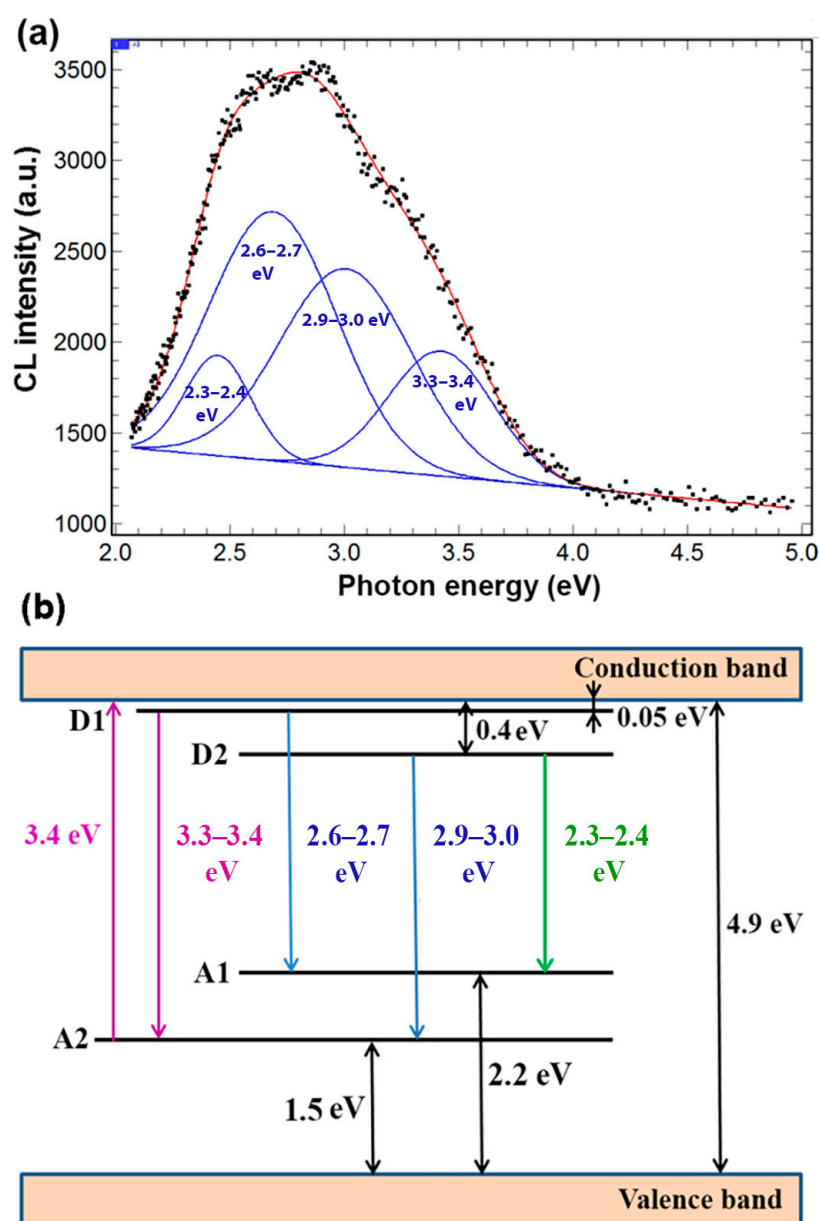 (a)
3500
3000
2500
2000
1500
1000
CL intensity (a.u.)
2.6–2.7
eV
2.9–3.0 eV
2.3–2.4
eV
3.3–3.4
eV
2.0 2.5 3.0 3.5 4.0 4.5 5.0
Photon energy (eV)
(b)
Conduction band
D1
0.4 eV
0.05 eV
D2
3.4 eV
3.3–3.4
eV
2.6–2.7
eV
2.9–3.0
eV
2.3–2.4
eV
4.9 eV
A1
A2
2.2 eV
1.5 eV
Valence band